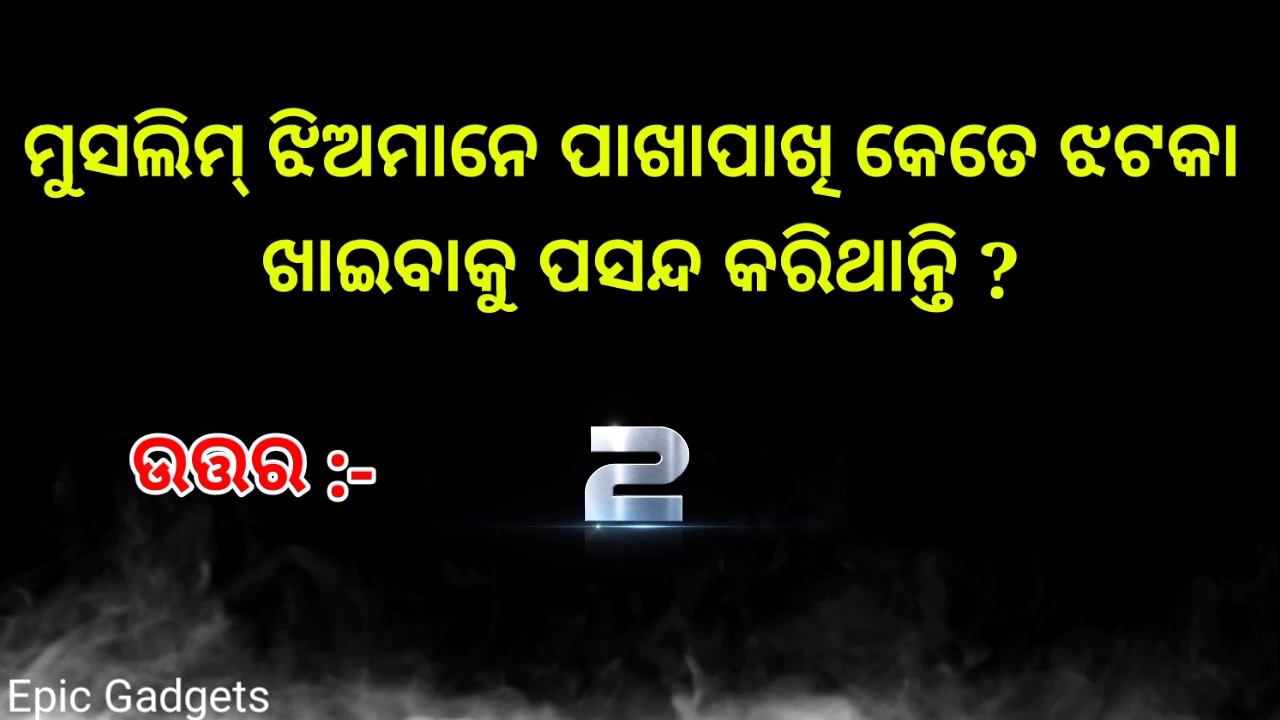 ମୁସଲିମ୍ ଝିଅମାନେ ପାଖାପାଖି କେତେ ଝଟକା
ଖାଇବାକୁ ପସନ୍ଦ କରିଥାନ୍ତି ?
ଉତ୍ତର :-
2
Epic Gadgets